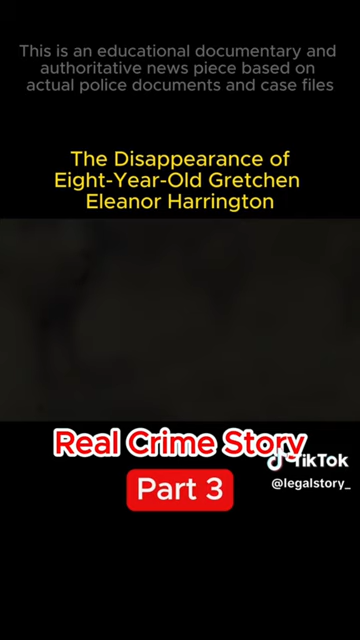 This is an educational documentary and
authoritative news piece based on
actual police documents and case files
The Disappearance of
Eight-Year-Old Gretchen
Eleanor Harrington
Real Crime Story
TikTok
Part 3
@legalstory_